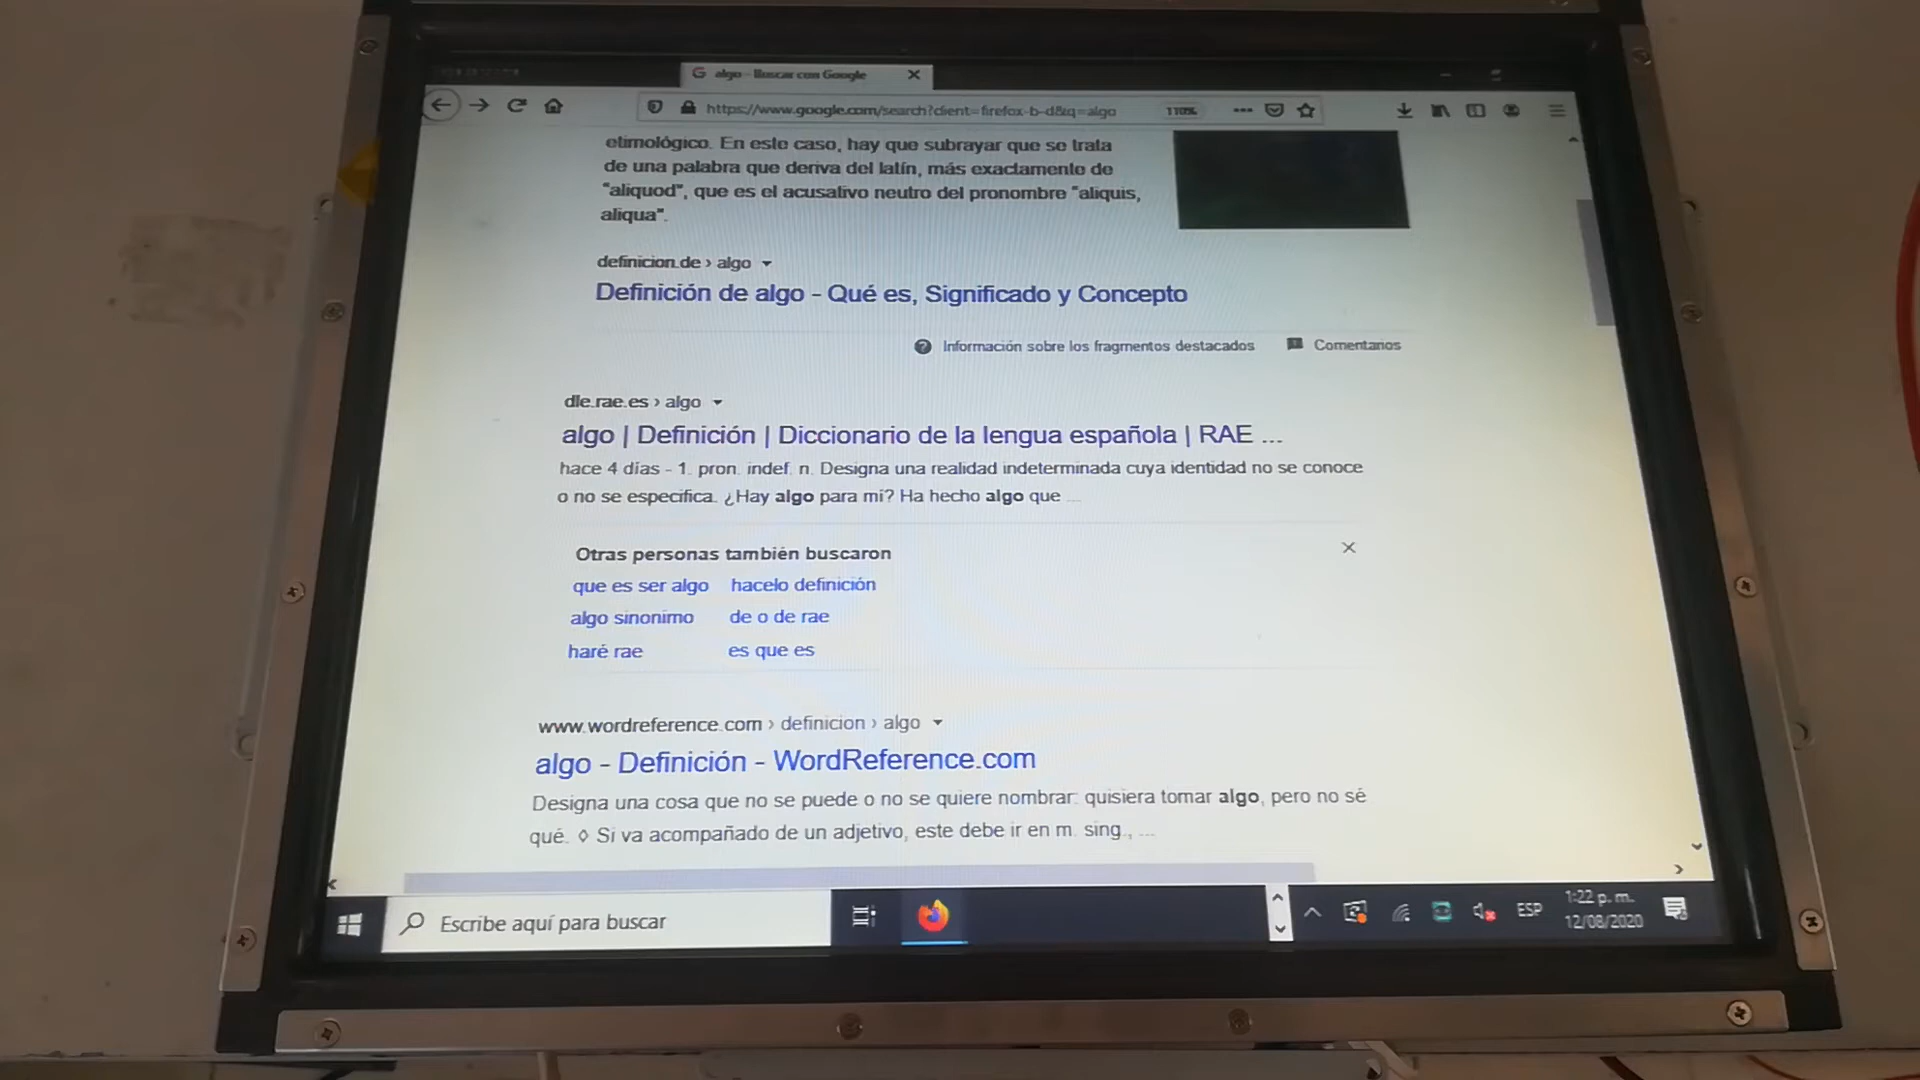 algo - Buscar con Google
https://www.google.com/search?client=firefox-b-d&q=algo 110%
etimológico. En este caso, hay que subrayar que se trata
de una palabra que deriva del latín, más exactamente de
"aliquod", que es el acusativo neutro del pronombre "aliquis,
aliqua".
definicion.de › algo
Definición de algo - Qué es, Significado y Concepto
Información sobre los fragmentos destacados Comentarios
dle.rae.es › algo
algo | Definición | Diccionario de la lengua española | RAE ...
hace 4 días - 1. pron. indef. n. Designa una realidad indeterminada cuya identidad no se conoce
o no se especifica. ¿Hay algo para mí? Ha hecho algo que ...
Otras personas también buscaron
que es ser algo hacelo definición
algo sinonimo de o de rae
haré rae es que es
www.wordreference.com › definicion › algo
algo - Definición - WordReference.com
Designa una cosa que no se puede o no se quiere nombrar: quisiera tomar algo, pero no sé
qué. ◊ Si va acompañado de un adjetivo, este debe ir en m. sing., ...
Escribe aquí para buscar
ESP
1:22 p. m.
12/08/2020